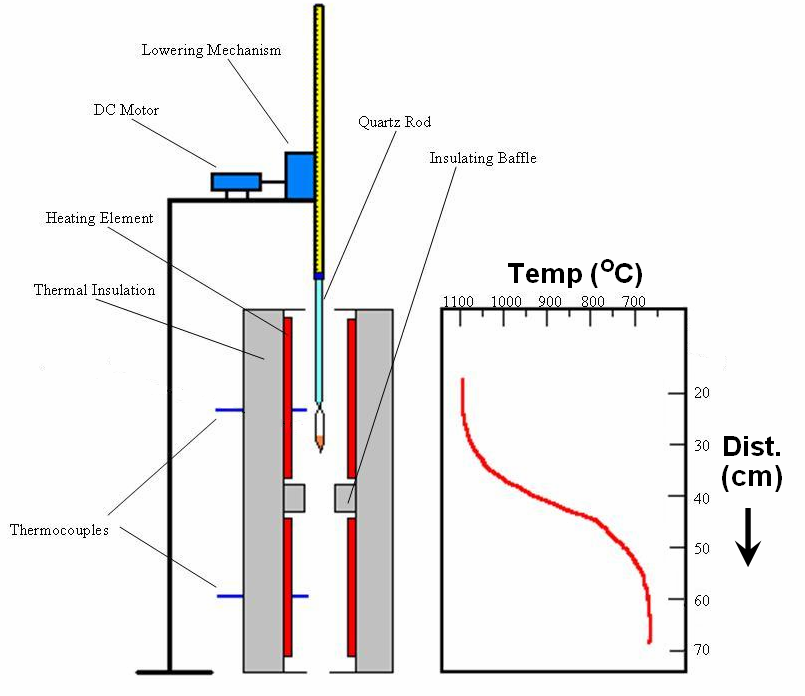 Lowering Mechanism
DC Motor
Quartz Rod
Insulating Baffle
Heating Element
Thermal Insulation
Thermocouples
Temp (°C)
1100 1000 900 800 700
20
30
40
50
60
70
Dist.
(cm)